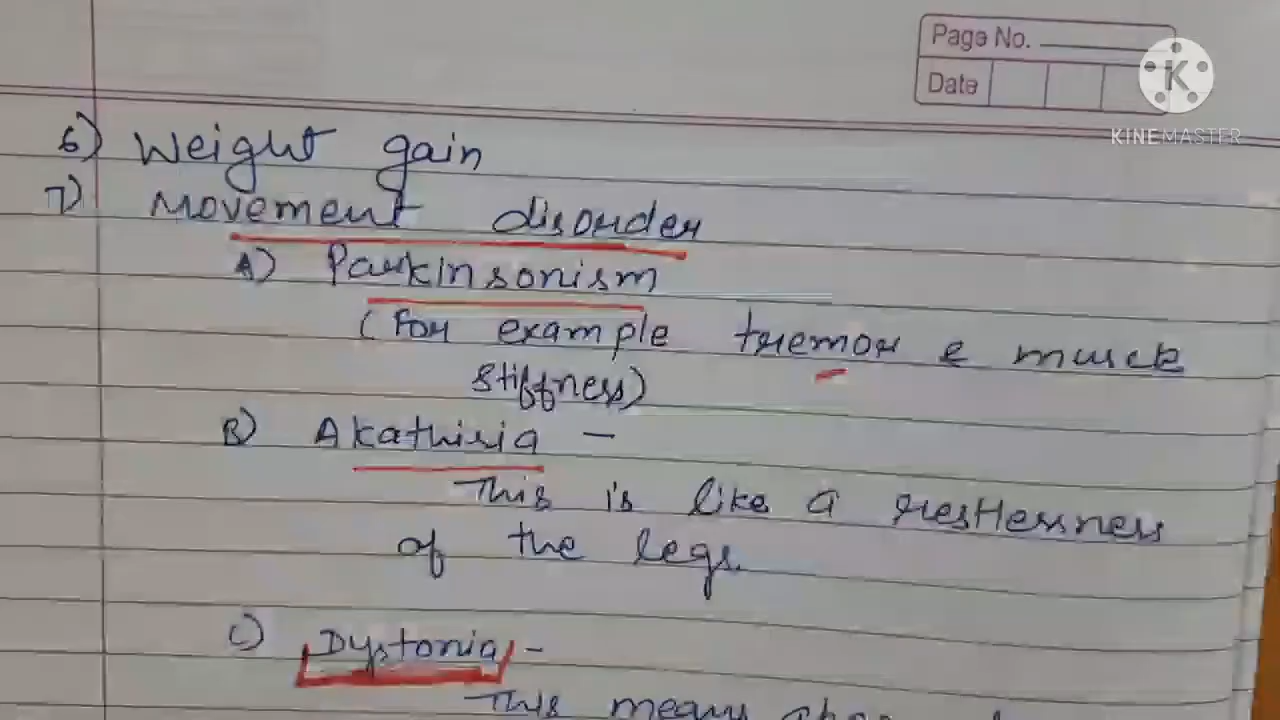 Page No.
Date
KINEMASTER
6) Weight gain
7) Movement disorder
A) Parkinsonism
(For example tremor & muscle
stiffness)
B) Akathisia -
This is like a restlessness
of the legs.
C) Dystonia -
This means